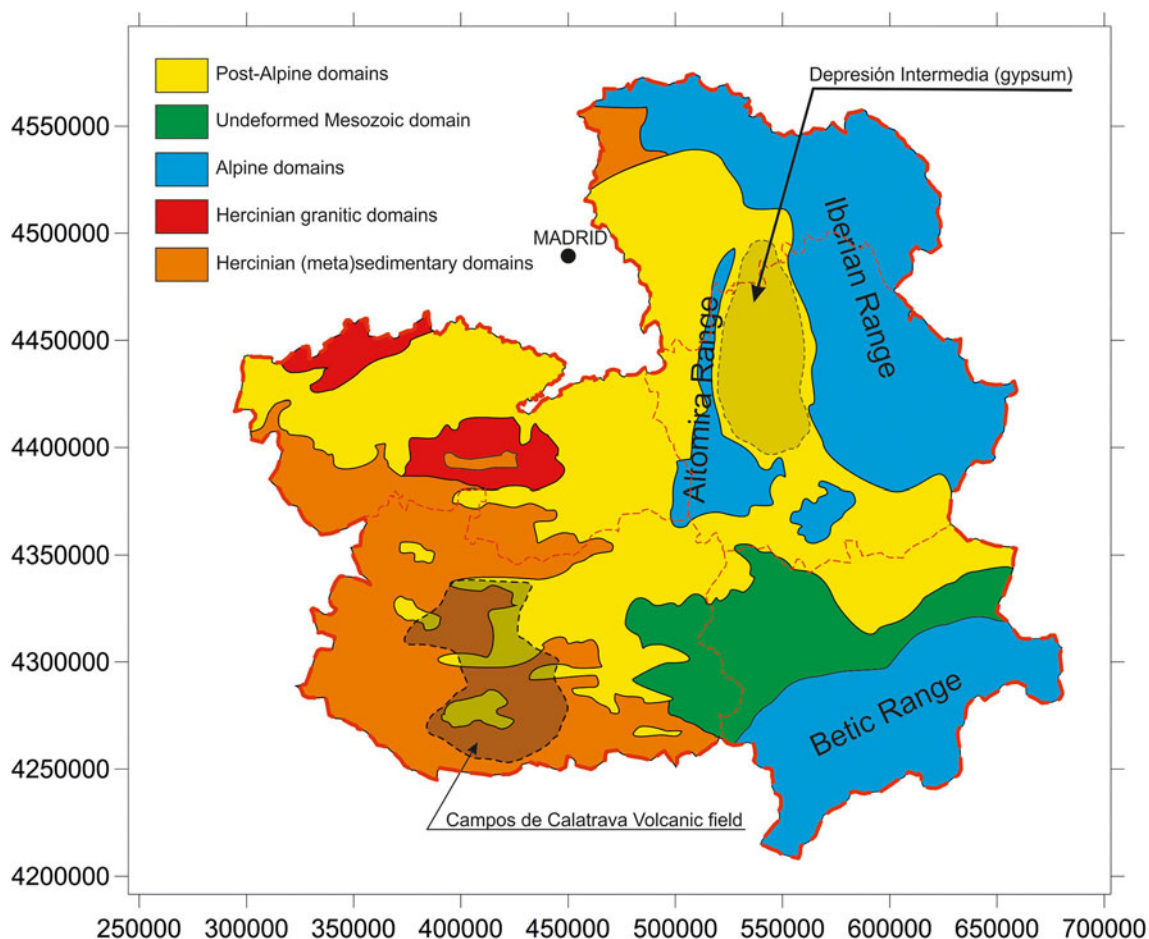 Post-Alpine domains
Undeformed Mesozoic domain
Alpine domains
Hercinian granitic domains
Hercinian (meta)sedimentary domains
Depresión Intermedia (gypsum)
MADRID
Iberian Range
Altomira Range
Betic Range
Campos de Calatrava Volcanic field
4550000
4500000
4450000
4400000
4350000
4300000
4250000
4200000
250000 300000 350000 400000 450000 500000 550000 600000 650000 700000